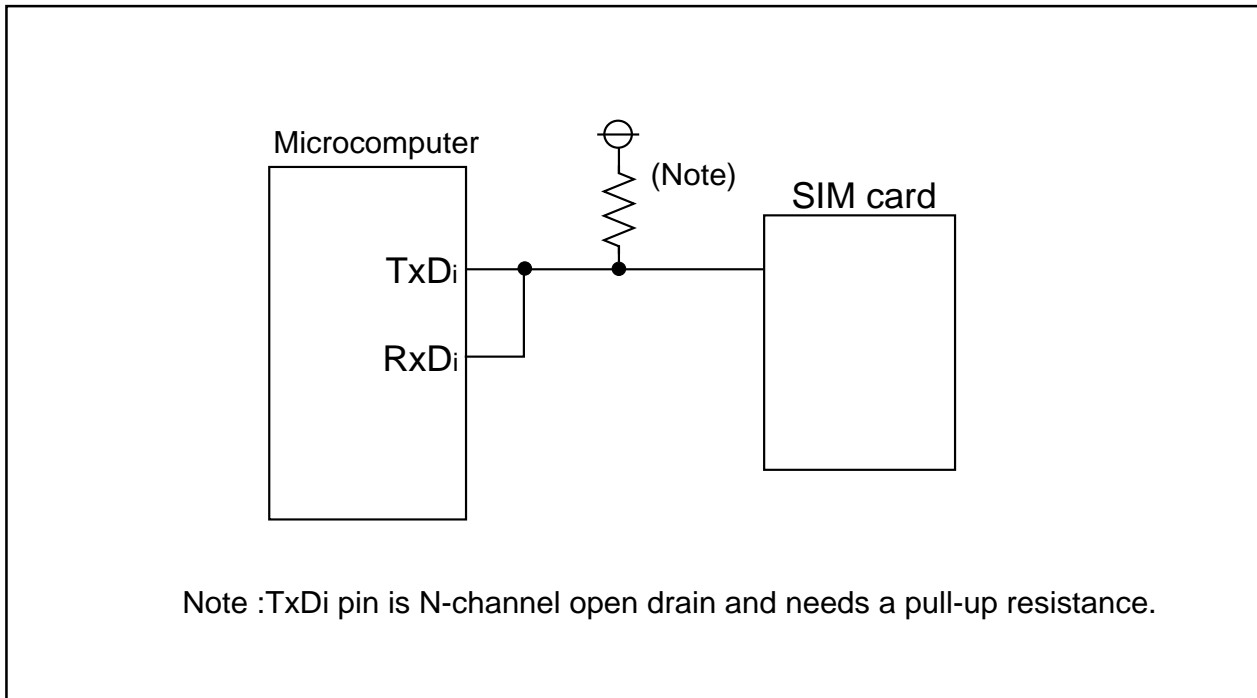 Microcomputer
(Note)
SIM card
TxDi
RxDi
Note :TxDi pin is N-channel open drain and needs a pull-up resistance.